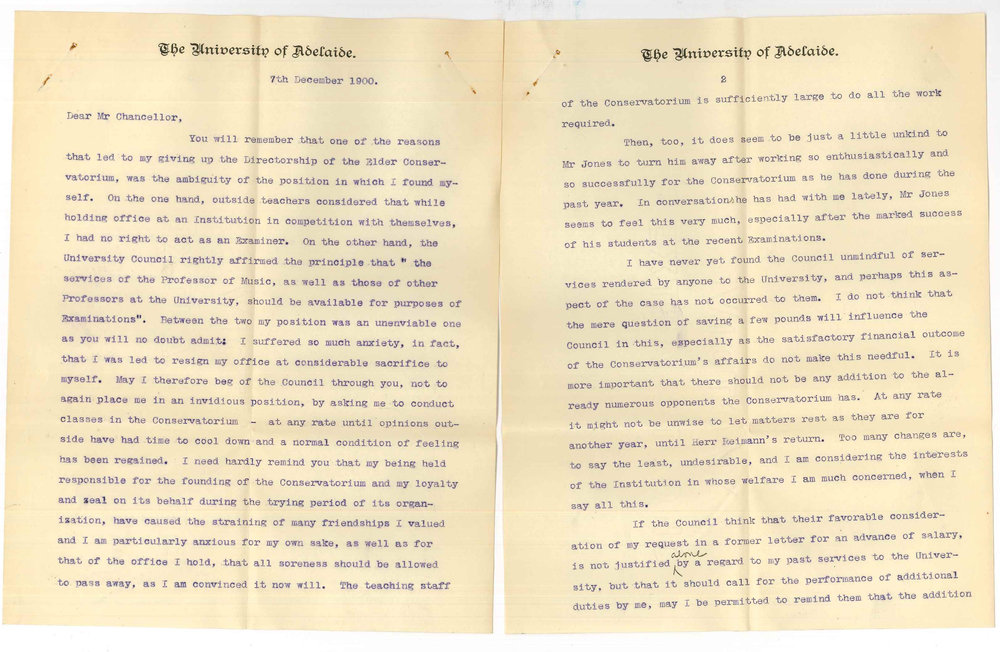 The University of Adelaide.
7th December 1900.
Dear Mr Chancellor,
You will remember that one of the reasons
that led to my giving up the Directorship of the Elder Conser-
vatorium, was the ambiguity of the position in which I found my-
self. On the one hand, outside teachers considered that while
holding office at an Institution in competition with themselves,
I had no right to act as an Examiner. On the other hand, the
University Council rightly affirmed the principle that " the
services of the Professor of Music, as well as those of other
Professors at the University, should be available for purposes of
Examinations". Between the two my position was an unenviable one
as you will no doubt admit; I suffered so much anxiety, in fact,
that I was led to resign my office at considerable sacrifice to
myself. May I therefore beg of the Council through you, not to
again place me in an invidious position, by asking me to conduct
classes in the Conservatorium - at any rate until opinions out-
side have had time to cool down and a normal condition of feeling
has been regained. I need hardly remind you that my being held
responsible for the founding of the Conservatorium and my loyalty
and zeal on its behalf during the trying period of its organ-
ization, have caused the straining of many friendships I valued
and I am particularly anxious for my own sake, as well as for
that of the office I hold, that all soreness should be allowed
to pass away, as I am convinced it now will. The teaching staff
The University of Adelaide.
2
of the Conservatorium is sufficiently large to do all the work
required.
Then, too, it does seem to be just a little unkind to
Mr Jones to turn him away after working so enthusiastically and
so successfully for the Conservatorium as he has done during the
past year. In conversations he has had with me lately, Mr Jones
seems to feel this very much, especially after the marked success
of his students at the recent Examinations.
I have never yet found the Council unmindful of ser-
vices rendered by anyone to the University, and perhaps this as-
pect of the case has not occurred to them. I do not think that
the mere question of saving a few pounds will influence the
Council in this, especially as the satisfactory financial outcome
of the Conservatorium's affairs do not make this needful. It is
more important that there should not be any addition to the al-
ready numerous opponents the Conservatorium has. At any rate
it might not be unwise to let matters rest as they are for
another year, until Herr Reimann's return. Too many changes are,
to say the least, undesirable, and I am considering the interests
of the Institution in whose welfare I am much concerned, when I
say all this.
If the Council think that their favorable consider-
ation of my request in a former letter for an advance of salary,
is not justified alone by a regard to my past services to the Univer-
sity, but that it should call for the performance of additional
duties by me, may I be permitted to remind them that the addition